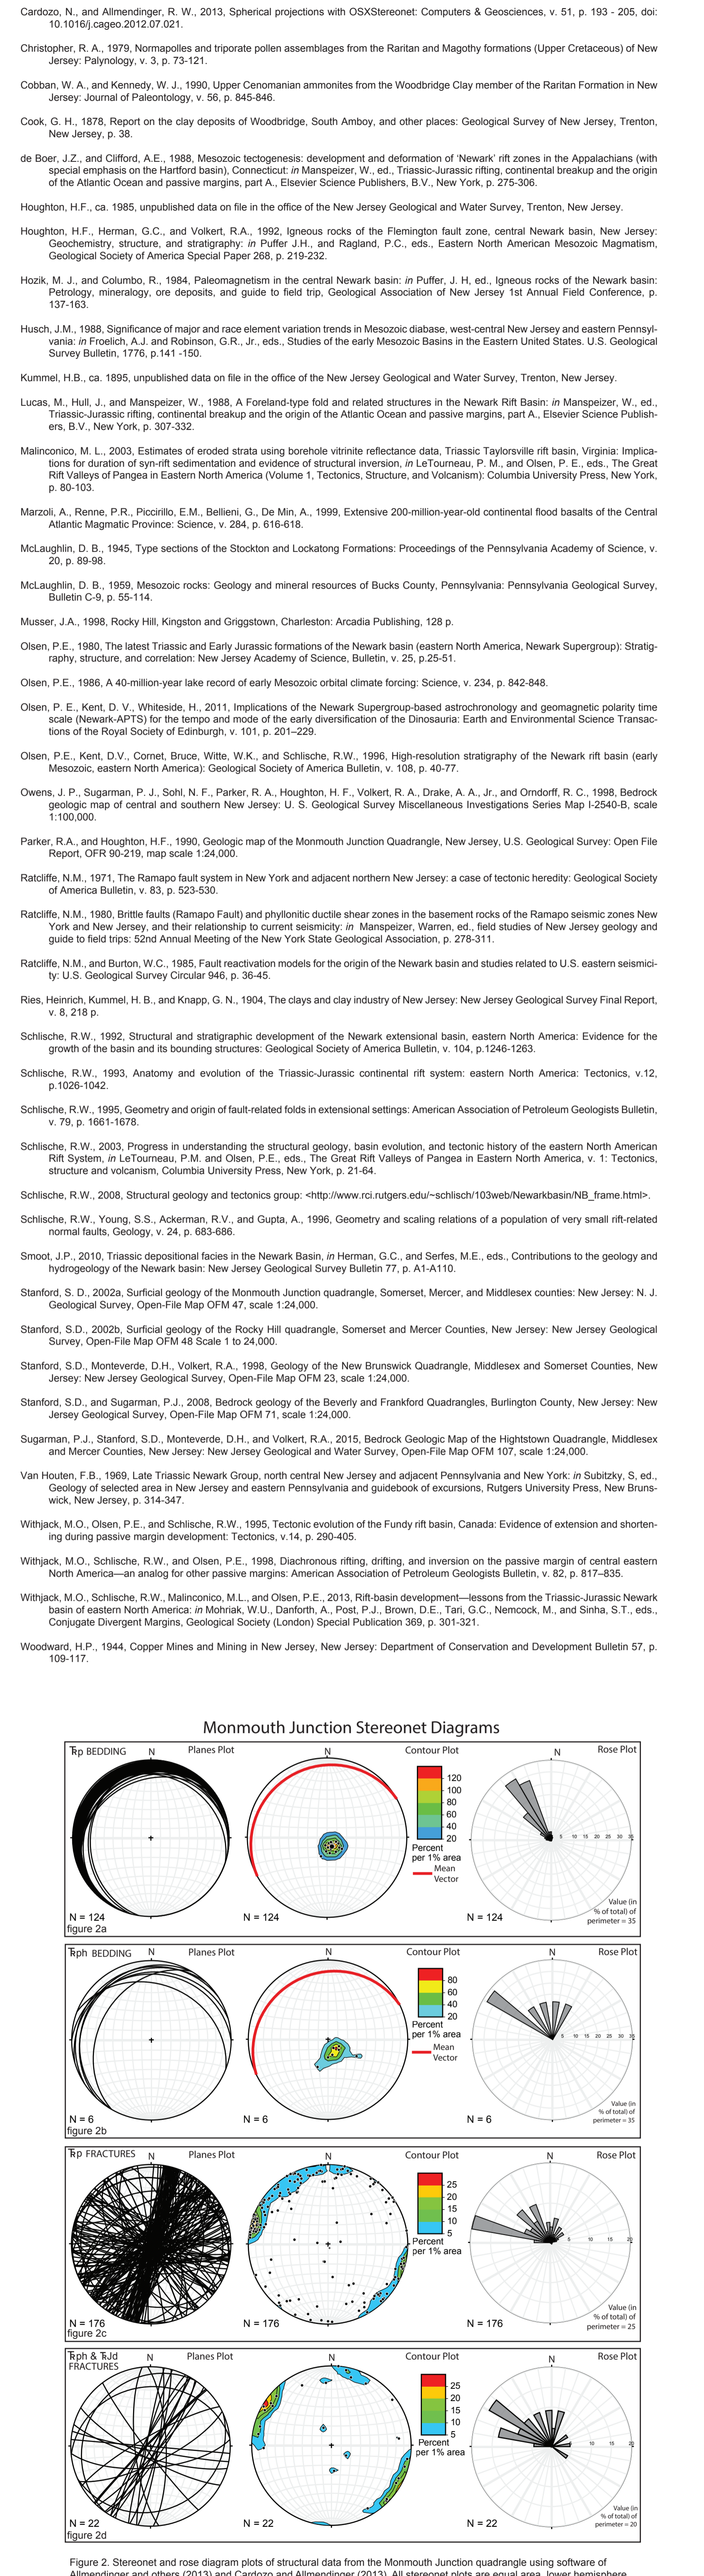 Cardozo, N., and Allmendinger, R. W., 2013, Spherical projections with OSXStereonet: Computers & Geosciences, v. 51, p. 193 - 205, doi:
10.1016/j.cageo.2012.07.021.
Christopher, R. A., 1979, Normapolles and triporate pollen assemblages from the Raritan and Magothy formations (Upper Cretaceous) of New
Jersey: Palynology, v. 3, p. 73-121.
Cobban, W. A., and Kennedy, W. J., 1990, Upper Cenomanian ammonites from the Woodbridge Clay member of the Raritan Formation in New
Jersey: Journal of Paleontology, v. 56, p. 845-846.
Cook, G. H., 1878, Report on the clay deposits of Woodbridge, South Amboy, and other places: Geological Survey of New Jersey, Trenton,
New Jersey, p. 38.
de Boer, J.Z., and Clifford, A.E., 1988, Mesozoic tectogenesis: development and deformation of ‘Newark’ rift zones in the Appalachians (with
special emphasis on the Hartford basin), Connecticut: in Manspeizer, W., ed., Triassic-Jurassic rifting, continental breakup and the origin
of the Atlantic Ocean and passive margins, part A., Elsevier Science Publishers, B.V., New York, p. 275-306.
Houghton, H.F., ca. 1985, unpublished data on file in the office of the New Jersey Geological and Water Survey, Trenton, New Jersey.
Houghton, H.F., Herman, G.C., and Volkert, R.A., 1992, Igneous rocks of the Flemington fault zone, central Newark basin, New Jersey:
Geochemistry, structure, and stratigraphy: in Puffer J.H., and Ragland, P.C., eds., Eastern North American Mesozoic Magmatism,
Geological Society of America Special Paper 268, p. 219-232.
Hozik, M. J., and Columbo, R., 1984, Paleomagnetism in the central Newark basin: in Puffer, J. H, ed., Igneous rocks of the Newark basin:
Petrology, mineralogy, ore deposits, and guide to field trip, Geological Association of New Jersey 1st Annual Field Conference, p.
137-163.
Husch, J.M., 1988, Significance of major and race element variation trends in Mesozoic diabase, west-central New Jersey and eastern Pennsyl-
vania: in Froelich, A.J. and Robinson, G.R., Jr., eds., Studies of the early Mesozoic Basins in the Eastern United States. U.S. Geological
Survey Bulletin, 1776, p.141 -150.
Kummel, H.B., ca. 1895, unpublished data on file in the office of the New Jersey Geological and Water Survey, Trenton, New Jersey.
Lucas, M., Hull, J., and Manspeizer, W., 1988, A Foreland-type fold and related structures in the Newark Rift Basin: in Manspeizer, W., ed.,
Triassic-Jurassic rifting, continental breakup and the origin of the Atlantic Ocean and passive margins, part A., Elsevier Science Publish-
ers, B.V., New York, p. 307-332.
Malinconico, M. L., 2003, Estimates of eroded strata using borehole vitrinite reflectance data, Triassic Taylorsville rift basin, Virginia: Implica-
tions for duration of syn-rift sedimentation and evidence of structural inversion, in LeTourneau, P. M., and Olsen, P. E., eds., The Great
Rift Valleys of Pangea in Eastern North America (Volume 1, Tectonics, Structure, and Volcanism): Columbia University Press, New York,
p. 80-103.
Marzoli, A., Renne, P.R., Piccirillo, E.M., Bellieni, G., De Min, A., 1999, Extensive 200-million-year-old continental flood basalts of the Central
Atlantic Magmatic Province: Science, v. 284, p. 616-618.
McLaughlin, D. B., 1945, Type sections of the Stockton and Lockatong Formations: Proceedings of the Pennsylvania Academy of Science, v.
20, p. 89-98.
McLaughlin, D. B., 1959, Mesozoic rocks: Geology and mineral resources of Bucks County, Pennsylvania: Pennsylvania Geological Survey,
Bulletin C-9, p. 55-114.
Musser, J.A., 1998, Rocky Hill, Kingston and Griggstown, Charleston: Arcadia Publishing, 128 p.
Olsen, P.E., 1980, The latest Triassic and Early Jurassic formations of the Newark basin (eastern North America, Newark Supergroup): Stratig-
raphy, structure, and correlation: New Jersey Academy of Science, Bulletin, v. 25, p.25-51.
Olsen, P.E., 1986, A 40-million-year lake record of early Mesozoic orbital climate forcing: Science, v. 234, p. 842-848.
Olsen, P. E., Kent, D. V., Whiteside, H., 2011, Implications of the Newark Supergroup-based astrochronology and geomagnetic polarity time
scale (Newark-APTS) for the tempo and mode of the early diversification of the Dinosauria: Earth and Environmental Science Transac-
tions of the Royal Society of Edinburgh, v. 101, p. 201–229.
Olsen, P.E., Kent, D.V., Cornet, Bruce, Witte, W.K., and Schlische, R.W., 1996, High-resolution stratigraphy of the Newark rift basin (early
Mesozoic, eastern North America): Geological Society of America Bulletin, v. 108, p. 40-77.
Owens, J. P., Sugarman, P. J., Sohl, N. F., Parker, R. A., Houghton, H. F., Volkert, R. A., Drake, A. A., Jr., and Orndorff, R. C., 1998, Bedrock
geologic map of central and southern New Jersey: U. S. Geological Survey Miscellaneous Investigations Series Map I-2540-B, scale
1:100,000.
Parker, R.A., and Houghton, H.F., 1990, Geologic map of the Monmouth Junction Quadrangle, New Jersey, U.S. Geological Survey: Open File
Report, OFR 90-219, map scale 1:24,000.
Ratcliffe, N.M., 1971, The Ramapo fault system in New York and adjacent northern New Jersey: a case of tectonic heredity: Geological Society
of America Bulletin, v. 83, p. 523-530.
Ratcliffe, N.M., 1980, Brittle faults (Ramapo Fault) and phyllonitic ductile shear zones in the basement rocks of the Ramapo seismic zones New
York and New Jersey, and their relationship to current seismicity: in Manspeizer, Warren, ed., field studies of New Jersey geology and
guide to field trips: 52nd Annual Meeting of the New York State Geological Association, p. 278-311.
Ratcliffe, N.M., and Burton, W.C., 1985, Fault reactivation models for the origin of the Newark basin and studies related to U.S. eastern seismici-
ty: U.S. Geological Survey Circular 946, p. 36-45.
Ries, Heinrich, Kummel, H. B., and Knapp, G. N., 1904, The clays and clay industry of New Jersey: New Jersey Geological Survey Final Report,
v. 8, 218 p.
Schlische, R.W., 1992, Structural and stratigraphic development of the Newark extensional basin, eastern North America: Evidence for the
growth of the basin and its bounding structures: Geological Society of America Bulletin, v. 104, p.1246-1263.
Schlische, R.W., 1993, Anatomy and evolution of the Triassic-Jurassic continental rift system: eastern North America: Tectonics, v.12,
p.1026-1042.
Schlische, R.W., 1995, Geometry and origin of fault-related folds in extensional settings: American Association of Petroleum Geologists Bulletin,
v. 79, p. 1661-1678.
Schlische, R.W., 2003, Progress in understanding the structural geology, basin evolution, and tectonic history of the eastern North American
Rift System, in LeTourneau, P.M. and Olsen, P.E., eds., The Great Rift Valleys of Pangea in Eastern North America, v. 1: Tectonics,
structure and volcanism, Columbia University Press, New York, p. 21-64.
Schlische, R.W., 2008, Structural geology and tectonics group: <http://www.rci.rutgers.edu/~schlisch/103web/Newarkbasin/NB_frame.html>.
Schlische, R.W., Young, S.S., Ackerman, R.V., and Gupta, A., 1996, Geometry and scaling relations of a population of very small rift-related
normal faults, Geology, v. 24, p. 683-686.
Smoot, J.P., 2010, Triassic depositional facies in the Newark Basin, in Herman, G.C., and Serfes, M.E., eds., Contributions to the geology and
hydrogeology of the Newark basin: New Jersey Geological Survey Bulletin 77, p. A1-A110.
Stanford, S. D., 2002a, Surficial geology of the Monmouth Junction quadrangle, Somerset, Mercer, and Middlesex counties: New Jersey: N. J.
Geological Survey, Open-File Map OFM 47, scale 1:24,000.
Stanford, S.D., 2002b, Surficial geology of the Rocky Hill quadrangle, Somerset and Mercer Counties, New Jersey: New Jersey Geological
Survey, Open-File Map OFM 48 Scale 1 to 24,000.
Stanford, S.D., Monteverde, D.H., Volkert, R.A., 1998, Geology of the New Brunswick Quadrangle, Middlesex and Somerset Counties, New
Jersey: New Jersey Geological Survey, Open-File Map OFM 23, scale 1:24,000.
Stanford, S.D., and Sugarman, P.J., 2008, Bedrock geology of the Beverly and Frankford Quadrangles, Burlington County, New Jersey: New
Jersey Geological Survey, Open-File Map OFM 71, scale 1:24,000.
Sugarman, P.J., Stanford, S.D., Monteverde, D.H., and Volkert, R.A., 2015, Bedrock Geologic Map of the Hightstown Quadrangle, Middlesex
and Mercer Counties, New Jersey: New Jersey Geological and Water Survey, Open-File Map OFM 107, scale 1:24,000.
Van Houten, F.B., 1969, Late Triassic Newark Group, north central New Jersey and adjacent Pennsylvania and New York: in Subitzky, S, ed.,
Geology of selected area in New Jersey and eastern Pennsylvania and guidebook of excursions, Rutgers University Press, New Bruns-
wick, New Jersey, p. 314-347.
Withjack, M.O., Olsen, P.E., and Schlische, R.W., 1995, Tectonic evolution of the Fundy rift basin, Canada: Evidence of extension and shorten-
ing during passive margin development: Tectonics, v.14, p. 290-405.
Withjack, M.O., Schlische, R.W., and Olsen, P.E., 1998, Diachronous rifting, drifting, and inversion on the passive margin of central eastern
North America—an analog for other passive margins: American Association of Petroleum Geologists Bulletin, v. 82, p. 817–835.
Withjack, M.O., Schlische, R.W., Malinconico, M.L., and Olsen, P.E., 2013, Rift-basin development—lessons from the Triassic-Jurassic Newark
basin of eastern North America: in Mohriak, W.U., Danforth, A., Post, P.J., Brown, D.E., Tari, G.C., Nemcock, M., and Sinha, S.T., eds.,
Conjugate Divergent Margins, Geological Society (London) Special Publication 369, p. 301-321.
Woodward, H.P., 1944, Copper Mines and Mining in New Jersey, New Jersey: Department of Conservation and Development Bulletin 57, p.
109-117.
Monmouth Junction Stereonet Diagrams
Trp BEDDING N Planes Plot N Contour Plot N Rose Plot
120
100
80
60
40
20
Percent
per 1% area
Mean
Vector
5 10 15 20 25 30 35
Value (in
% of total) of
perimeter = 35
N = 124 N = 124 N = 124
figure 2a
Trph BEDDING N Planes Plot N Contour Plot N Rose Plot
80
60
40
20
Percent
per 1% area
Mean
Vector
5 10 15 20 25 30 35
Value (in
% of total) of
perimeter = 35
N = 6 N = 6 N = 6
figure 2b
Trp FRACTURES N Planes Plot N Contour Plot N Rose Plot
25
20
15
10
5
Percent
per 1% area
5 10 15 20
Value (in
% of total) of
perimeter = 25
N = 176 N = 176 N = 176
figure 2c
Trph & TrJd N Planes Plot N Contour Plot N Rose Plot
FRACTURES
25
20
15
10
5
Percent
per 1% area
10 15 20
Value (in
% of total) of
perimeter = 20
N = 22 N = 22 N = 22
figure 2d
Figure 2. Stereonet and rose diagram plots of structural data from the Monmouth Junction quadrangle using software of
Allmendinger and others (2013) and Cardozo and Allmendinger (2013). All stereonet plots are equal area, lower hemisphere